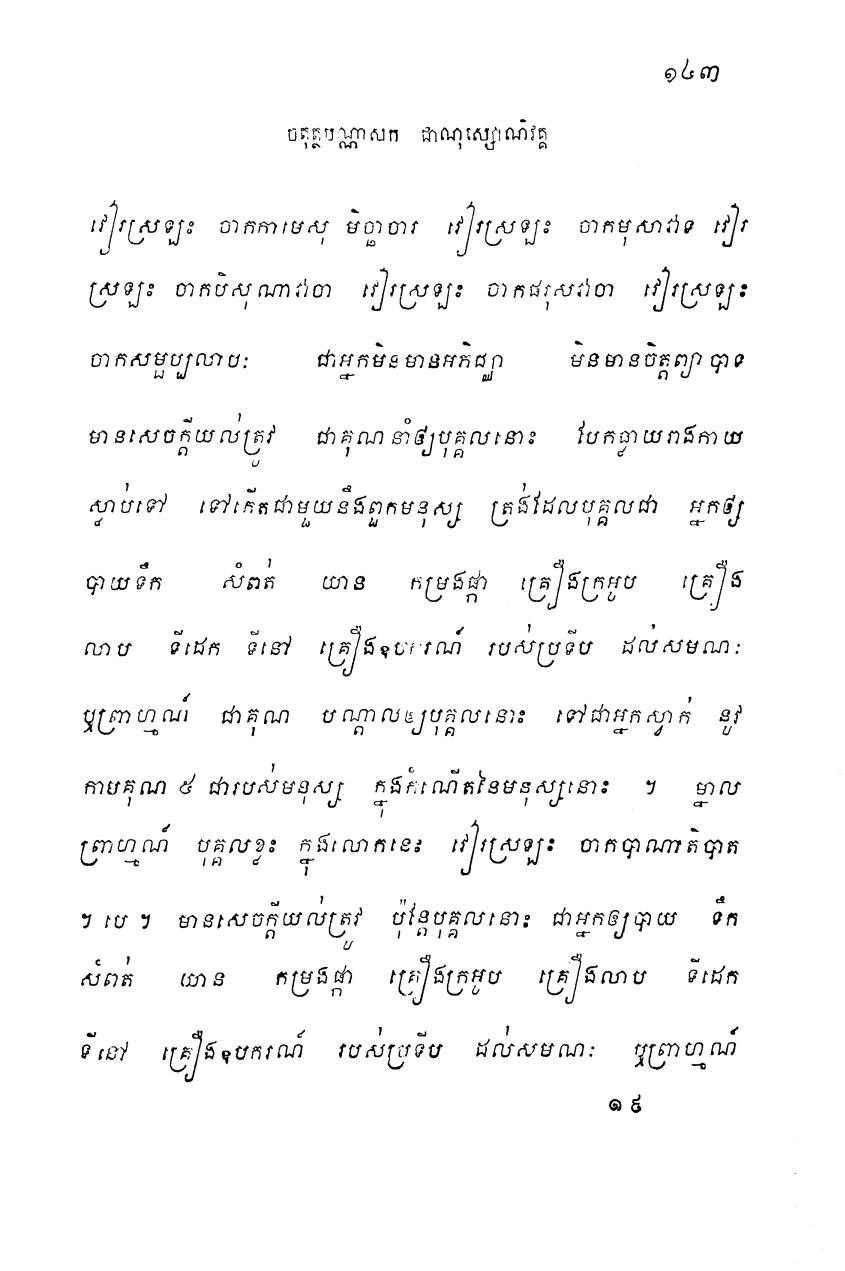 ១៤៣
ចតុត្ថបណ្ណាសក ជាណុស្សោណិវគ្គ
វៀរស្រឡះ ចាកកាមេសុ មិច្ឆាចារ វៀរស្រឡះ ចាកមុសាវាទ វៀរ
ស្រឡះ ចាកបិសុណាវាចា វៀរស្រឡះ ចាកផរុសវាចា វៀរស្រឡះ
ចាកសម្ផប្បលាបៈ ជាអ្នកមិនមានអភិជ្ឈា មិនមានចិត្តព្យាបាទ
មានសេចក្តីយល់ត្រូវ ជាគុណនាំឲ្យបុគ្គលនោះ បែកធ្លាយរាងកាយ
ស្លាប់ទៅ ទៅកើតជាមួយនឹងពួកមនុស្ស ត្រង់ដែលបុគ្គលជា អ្នកឲ្យ
បាយទឹក សំពត់ យាន កម្រងផ្កា គ្រឿងក្រអូប គ្រឿង
លាប ទីដេក ទីនៅ គ្រឿងឧបករណ៍ របស់ប្រទីប ដល់សមណៈ
ឬព្រាហ្មណ៍ ជាគុណ បណ្តាលឲ្យបុគ្គលនោះ ទៅជាអ្នកស្គាក់ នូវ
កាមគុណ ៥ ជារបស់មនុស្ស ក្នុងកំណើតនៃមនុស្សនោះ ។ ម្នាល
ព្រាហ្មណ៍ បុគ្គលខ្លះ ក្នុងលោកនេះ វៀរស្រឡះ ចាកបាណាតិបាត
។ បេ ។ មានសេចក្តីយល់ត្រូវ ប៉ុន្តែបុគ្គលនោះ ជាអ្នកឲ្យបាយ ទឹក
សំពត់ យាន កម្រងផ្កា គ្រឿងក្រអូប គ្រឿងលាប ទីដេក
ទីនៅ គ្រឿងឧបករណ៍ របស់ប្រទីប ដល់សមណៈ ឬព្រាហ្មណ៍
១៩